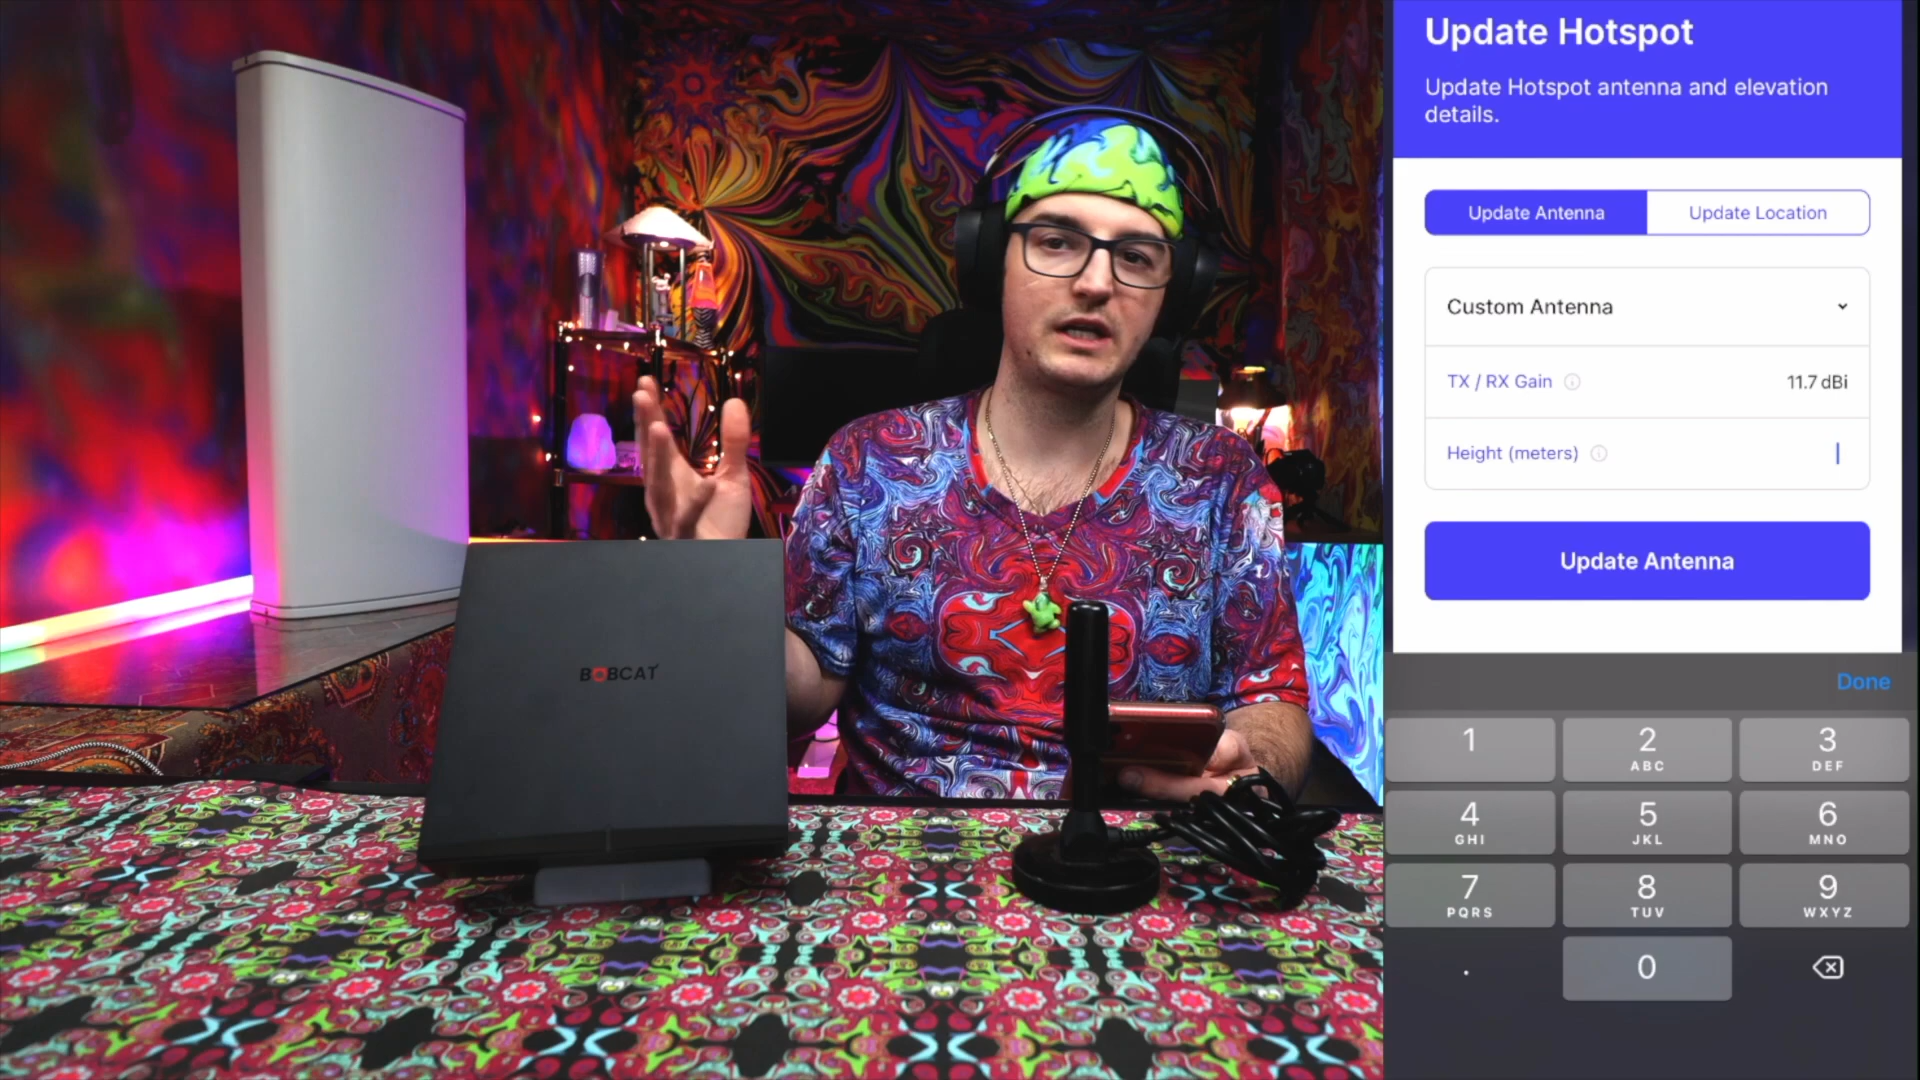 BOBCAT
Update Hotspot
Update Hotspot antenna and elevation
details.
Update Antenna
Update Location
Custom Antenna
TX / RX Gain
11.7 dBi
Height (meters)
Update Antenna
Done
1
2
3
ABC
DEF
4
5
6
GHI
JKL
MNO
7
8
9
PQRS
TUV
WXYZ
.
0